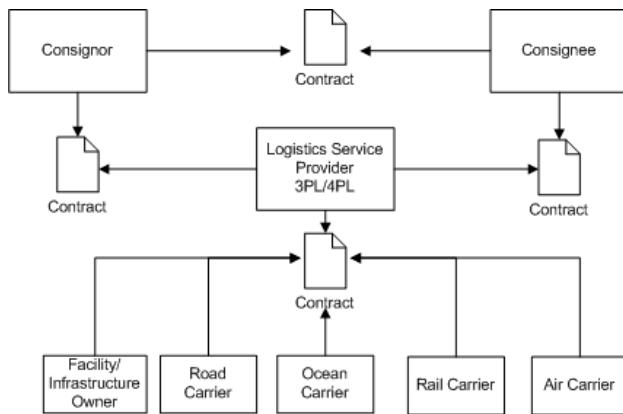 Consignor
Contract
Consignee
Contract
Logistics Service
Provider
3PL/4PL
Contract
Contract
Facility/
Infrastructure
Owner
Road
Carrier
Ocean
Carrier
Rail Carrier
Air Carrier